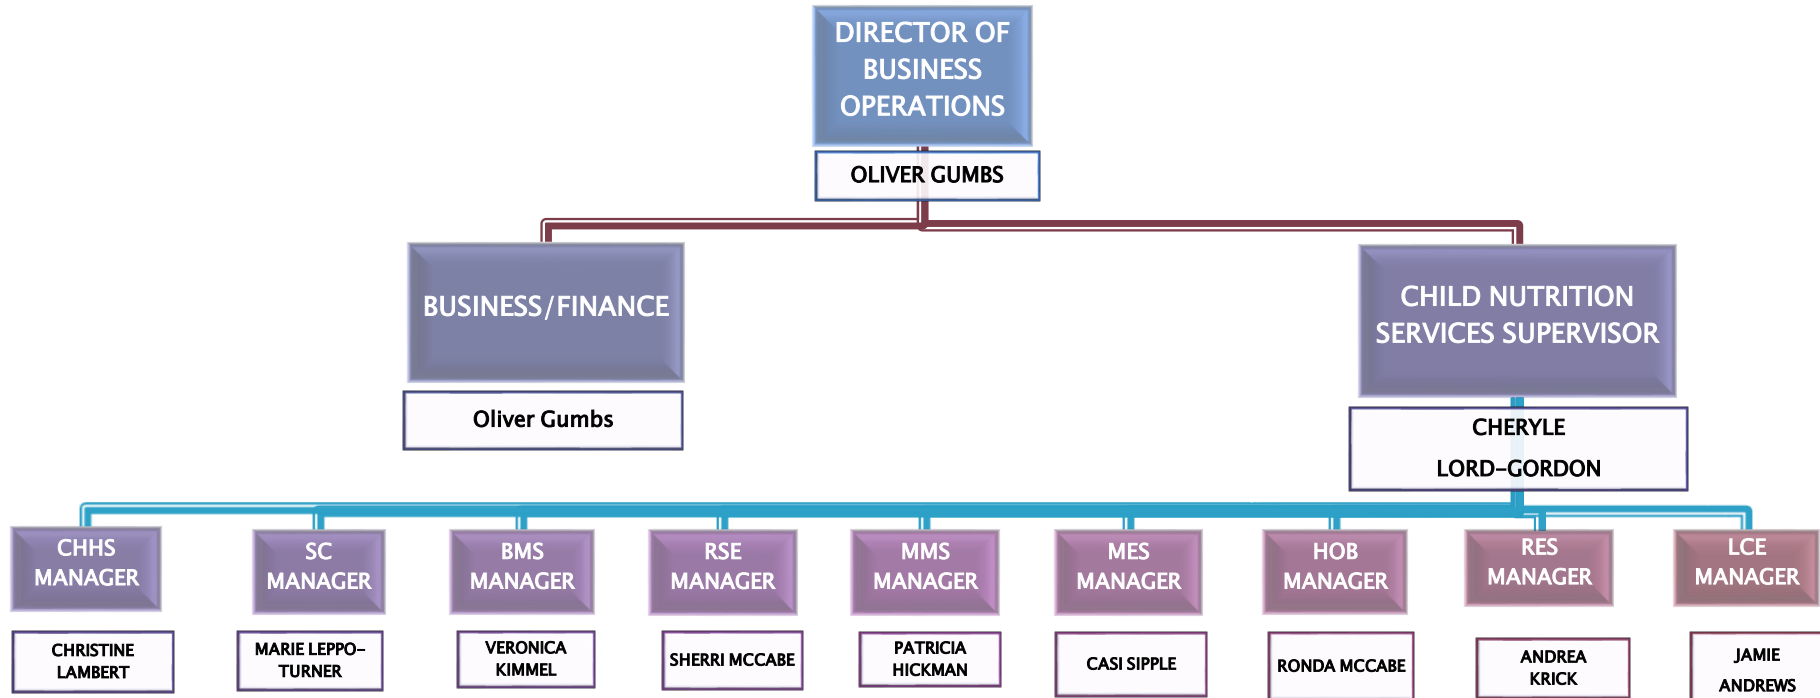 DIRECTOR OF
BUSINESS
OPERATIONS
OLIVER GUMBS
BUSINESS/FINANCE
Oliver Gumbs
CHILD NUTRITION
SERVICES SUPERVISOR
CHERYLE
LORD-GORDON
CHHS
MANAGER
CHRISTINE
LAMBERT
SC
MANAGER
MARIE LEPPO-
TURNER
BMS
MANAGER
VERONICA
KIMMEL
RSE
MANAGER
SHERRI MCCABE
MMS
MANAGER
PATRICIA
HICKMAN
MES
MANAGER
CASI SIPPLE
HOB
MANAGER
RONDA MCCABE
RES
MANAGER
ANDREA
KRICK
LCE
MANAGER
JAMIE
ANDREWS